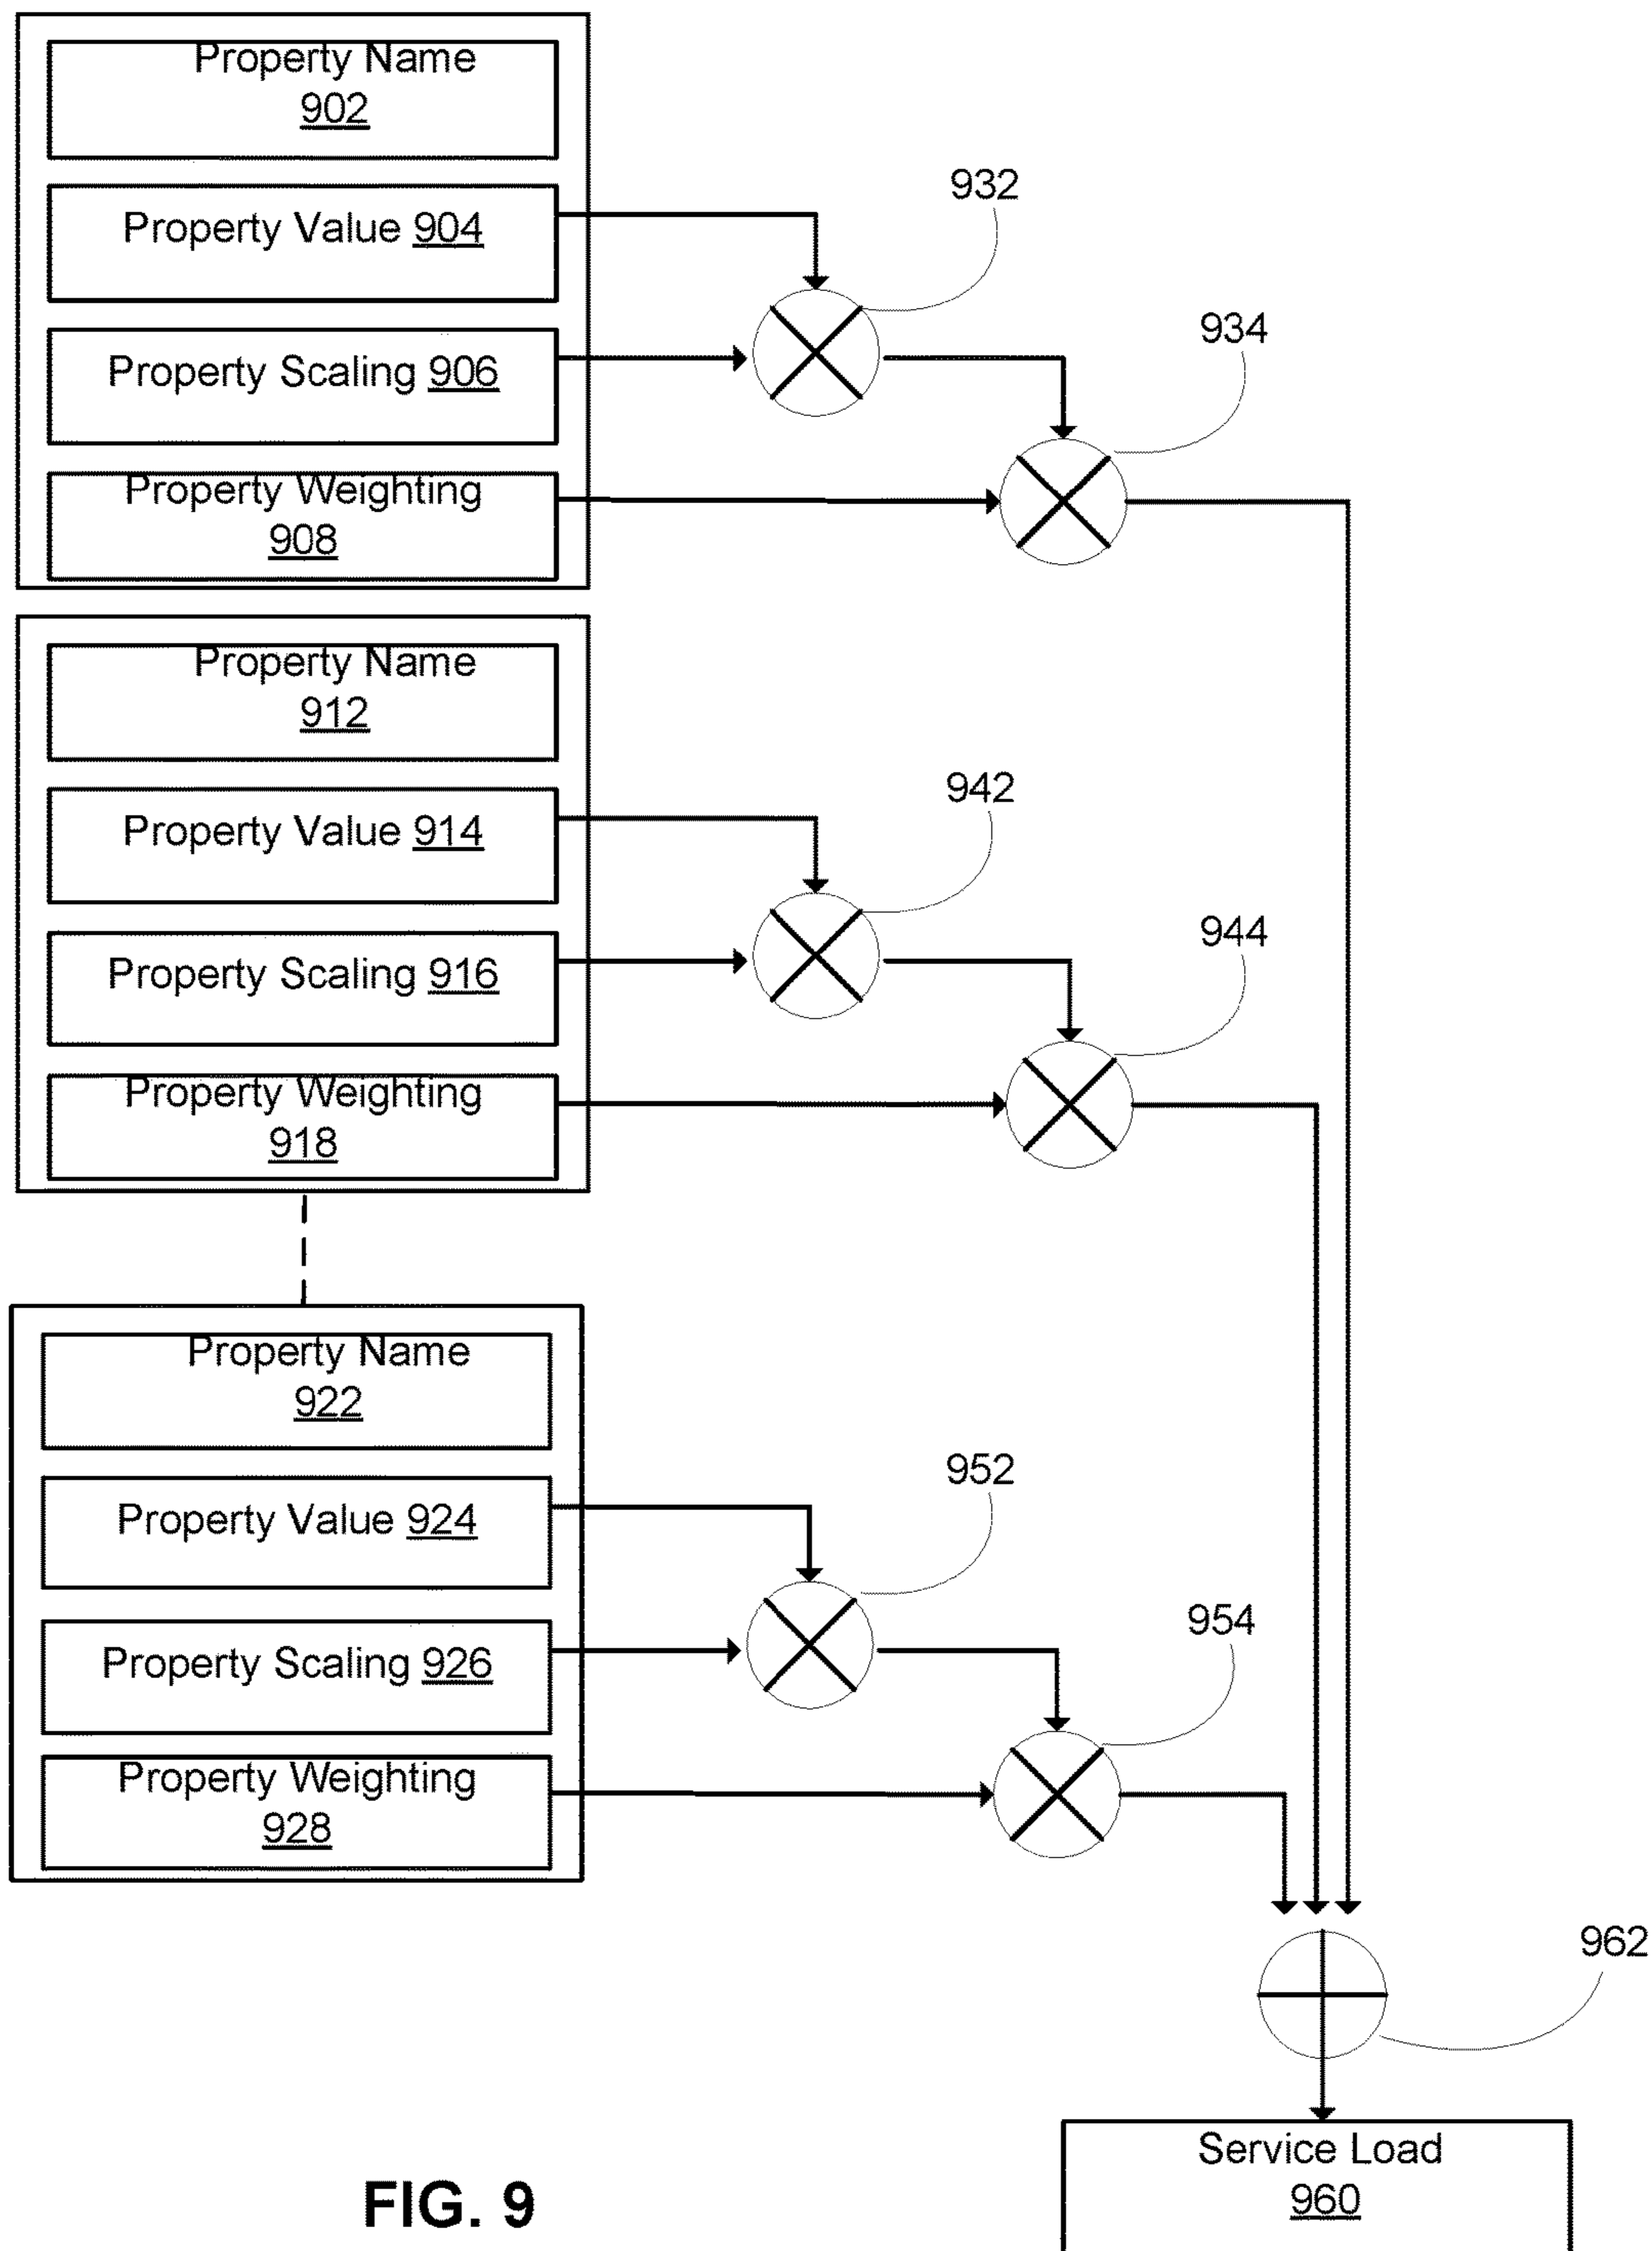 Property Name
902
Property Value 904
932
Property Scaling 906
934
Property Weighting
908
Property Name
912
Property Value 914
942
Property Scaling 916
944
Property Weighting
918
Property Name
922
Property Value 924
952
Property Scaling 926
954
Property Weighting
928
962
Service Load
960
FIG. 9